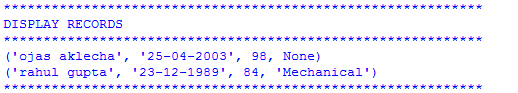 ************************************************************
DISPLAY RECORDS
************************************************************
('ojas aklecha', '25-04-2003', 98, None)
('rahul gupta', '23-12-1989', 84, 'Mechanical')
************************************************************